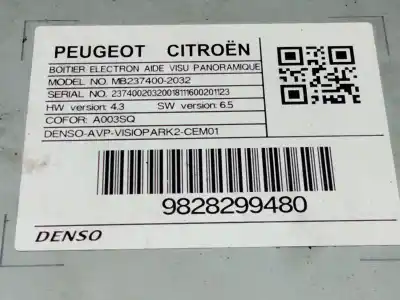 PEUGEOT CITROËN
BOITIER ELECTRON AIDE VISU PANORAMIQUE
MODEL NO. MB237400-2032
SERIAL NO. 23740020320018111600201123
HW version: 4.3 SW version: 6.5
COFOR: A003SQ
DENSO-AVP-VISIOPARK2-CEM01
9828299480
DENSO